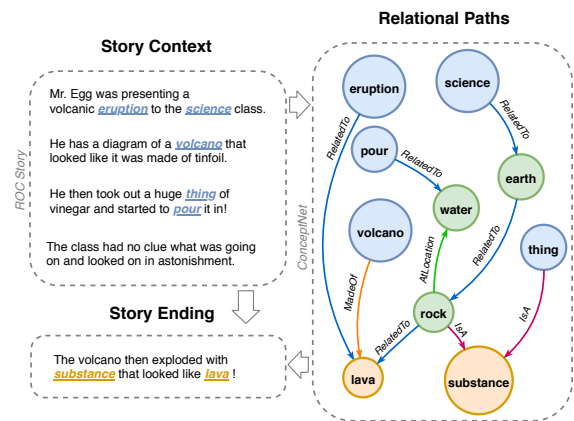 Story Context
Relational Paths
ROC Story
Mr. Egg was presenting a
volcanic eruption to the science class.
He has a diagram of a volcano that
looked like it was made of tinfoil.
He then took out a huge thing of
vinegar and started to pour it in!
The class had no clue what was going
on and looked on in astonishment.
Story Ending
The volcano then exploded with
substance that looked like lava !
ConceptNet
eruption
science
RelatedTo
RelatedTo
pour
RelatedTo
earth
water
volcano
thing
AtLocation
RelatedTo
MadeOf
rock
IsA
RelatedTo
IsA
lava
substance